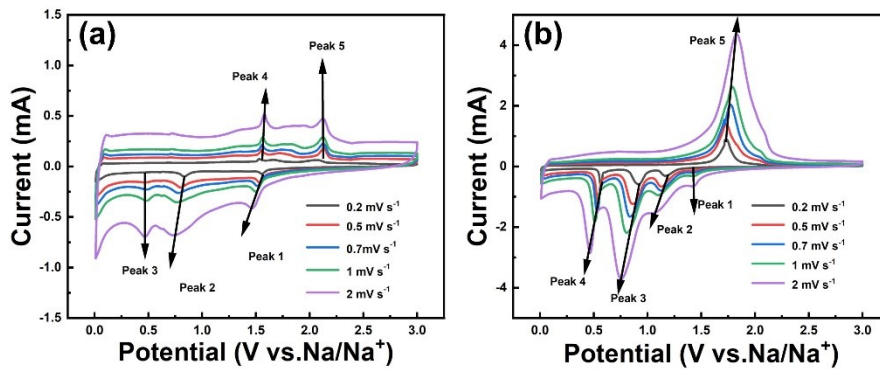 (a)
Current (mA)
1.5
1.0
0.5
0.0
-0.5
-1.0
-1.5
Peak 5
Peak 4
Peak 3
Peak 2
Peak 1
0.2 mV s⁻¹
0.5 mV s⁻¹
0.7mV s⁻¹
1 mV s⁻¹
2 mV s⁻¹
0.0 0.5 1.0 1.5 2.0 2.5 3.0
Potential (V vs.Na/Na⁺)
(b)
Current (mA)
4
2
0
-2
-4
Peak 5
Peak 1
Peak 2
Peak 4
Peak 3
0.2 mV s⁻¹
0.5 mV s⁻¹
0.7 mV s⁻¹
1 mV s⁻¹
2 mV s⁻¹
0.0 0.5 1.0 1.5 2.0 2.5 3.0
Potential (V vs.Na/Na⁺)